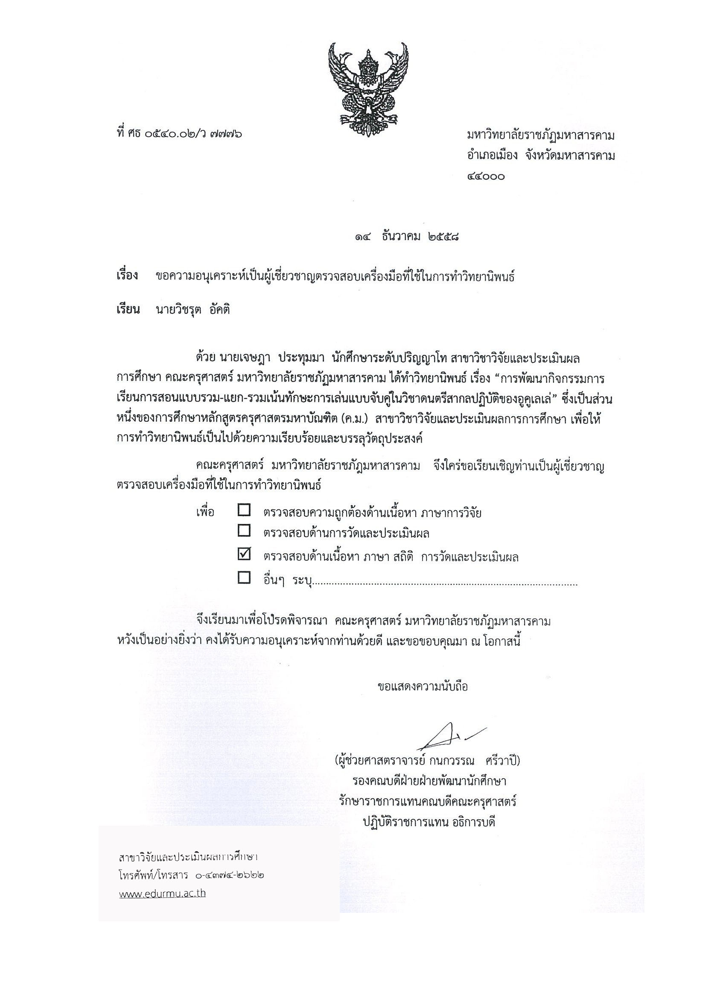 ที่ ศธ ๐๕๔๐.๐๒/ว ๗๗๗๖
มหาวิทยาลัยราชภัฏมหาสารคาม
อำเภอเมือง จังหวัดมหาสารคาม
๔๔๐๐๐
๑๔ ธันวาคม ๒๕๕๘
เรื่อง ขอความอนุเคราะห์เป็นผู้เชี่ยวชาญตรวจสอบเครื่องมือที่ใช้ในการทำวิทยานิพนธ์
เรียน นายวิชรุต อัคติ
ด้วย นายเจษฎา ประทุมมา นักศึกษาระดับปริญญาโท สาขาวิชาวิจัยและประเมินผล
การศึกษา คณะครุศาสตร์ มหาวิทยาลัยราชภัฏมหาสารคาม ได้ทำวิทยานิพนธ์ เรื่อง “การพัฒนากิจกรรมการ
เรียนการสอนแบบรวม-แยก-รวมเน้นทักษะการเล่นแบบจับคู่ในวิชาดนตรีสากลปฏิบัติของอูคูเลเล่” ซึ่งเป็นส่วน
หนึ่งของการศึกษาหลักสูตรครุศาสตรมหาบัณฑิต (ค.ม.) สาขาวิชาวิจัยและประเมินผลการการศึกษา เพื่อให้
การทำวิทยานิพนธ์เป็นไปด้วยความเรียบร้อยและบรรลุวัตถุประสงค์
คณะครุศาสตร์ มหาวิทยาลัยราชภัฏมหาสารคาม จึงใคร่ขอเรียนเชิญท่านเป็นผู้เชี่ยวชาญ
ตรวจสอบเครื่องมือที่ใช้ในการทำวิทยานิพนธ์
เพื่อ ☐ ตรวจสอบความถูกต้องด้านเนื้อหา ภาษาการวิจัย
☐ ตรวจสอบด้านการวัดและประเมินผล
☑ ตรวจสอบด้านเนื้อหา ภาษา สถิติ การวัดและประเมินผล
☐ อื่นๆ ระบุ....................................................................................................
จึงเรียนมาเพื่อโปรดพิจารณา คณะครุศาสตร์ มหาวิทยาลัยราชภัฏมหาสารคาม
หวังเป็นอย่างยิ่งว่า คงได้รับความอนุเคราะห์จากท่านด้วยดี และขอขอบคุณมา ณ โอกาสนี้
ขอแสดงความนับถือ
(ผู้ช่วยศาสตราจารย์ กนกวรรณ ศรีวาปี)
รองคณบดีฝ่ายฝ่ายพัฒนานักศึกษา
รักษาราชการแทนคณบดีคณะครุศาสตร์
ปฏิบัติราชการแทน อธิการบดี
สาขาวิจัยและประเมินผลการศึกษา
โทรศัพท์/โทรสาร ๐-๔๓๗๔-๒๖๒๒
www.edurmu.ac.th